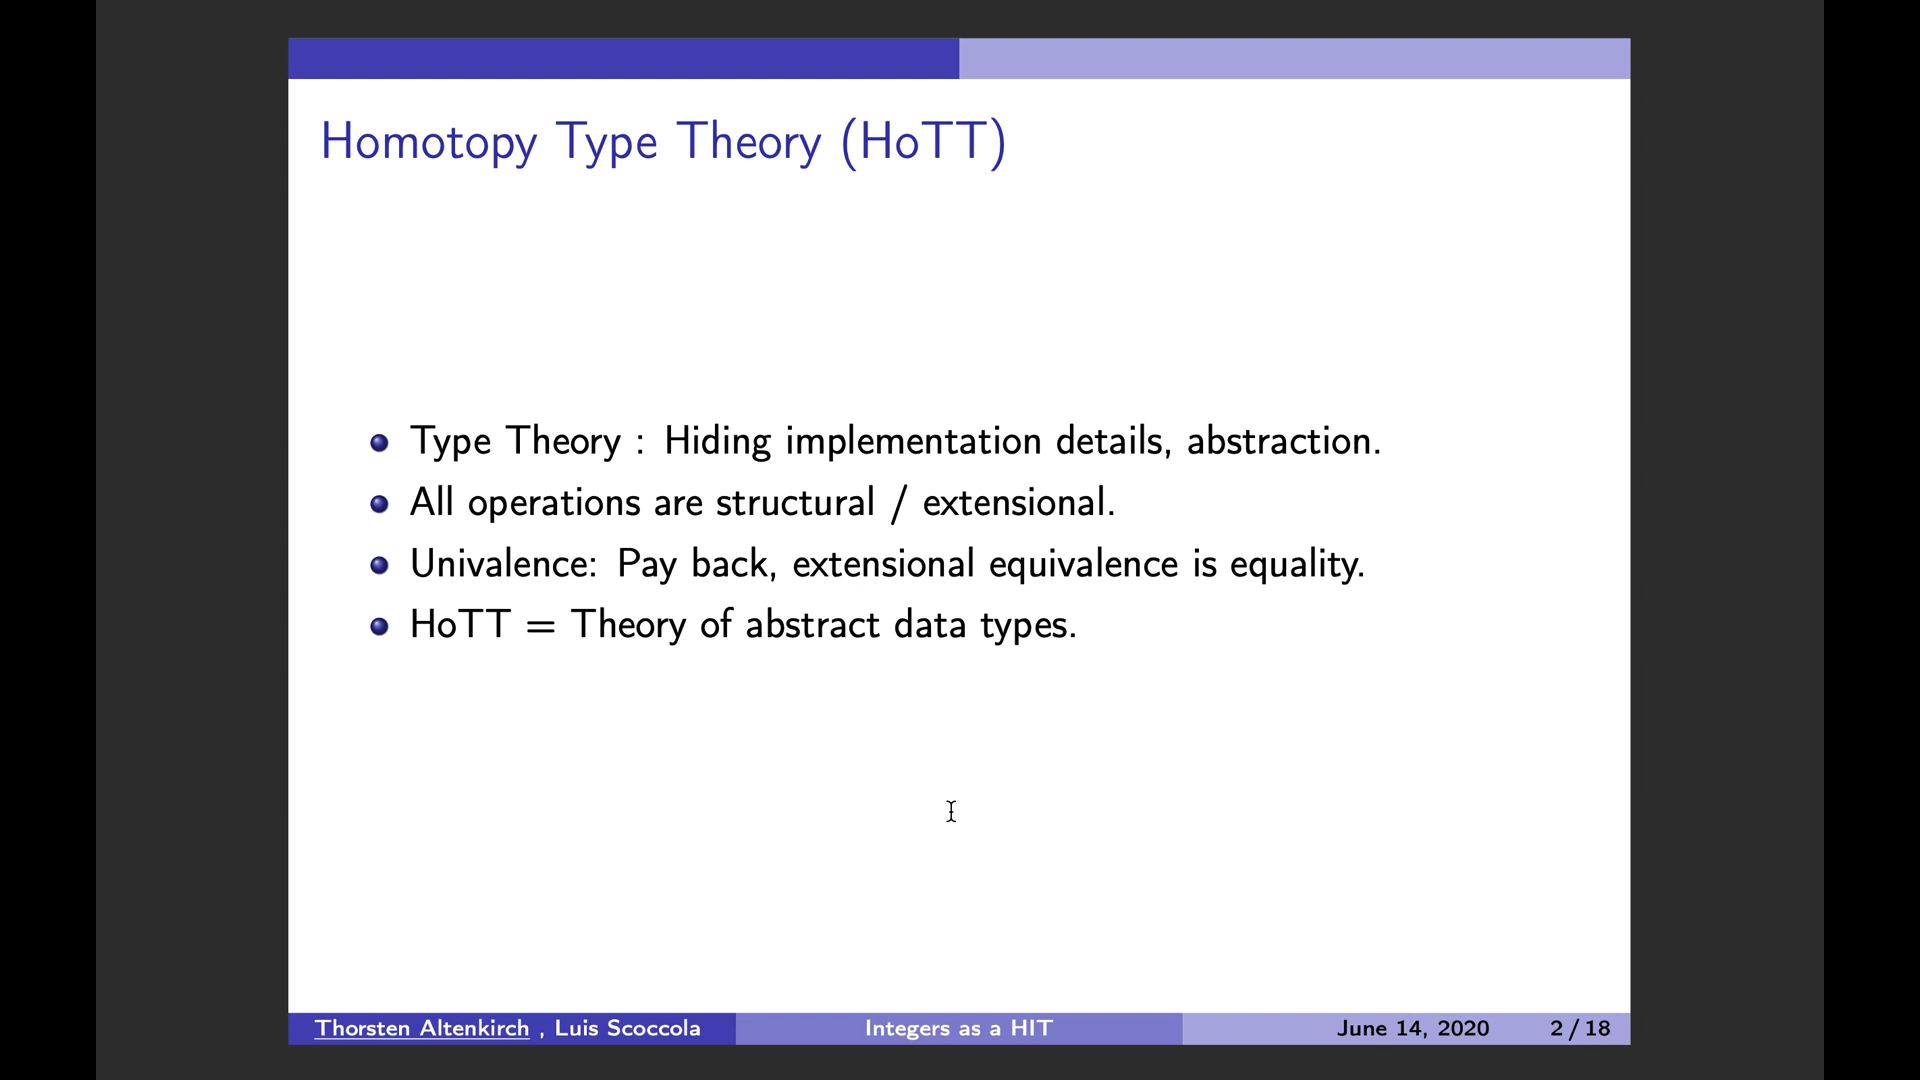 Homotopy Type Theory (HoTT)
Type Theory : Hiding implementation details, abstraction.
All operations are structural / extensional.
Univalence: Pay back, extensional equivalence is equality.
HoTT = Theory of abstract data types.
Thorsten Altenkirch , Luis Scoccola Integers as a HIT June 14, 2020 2 / 18